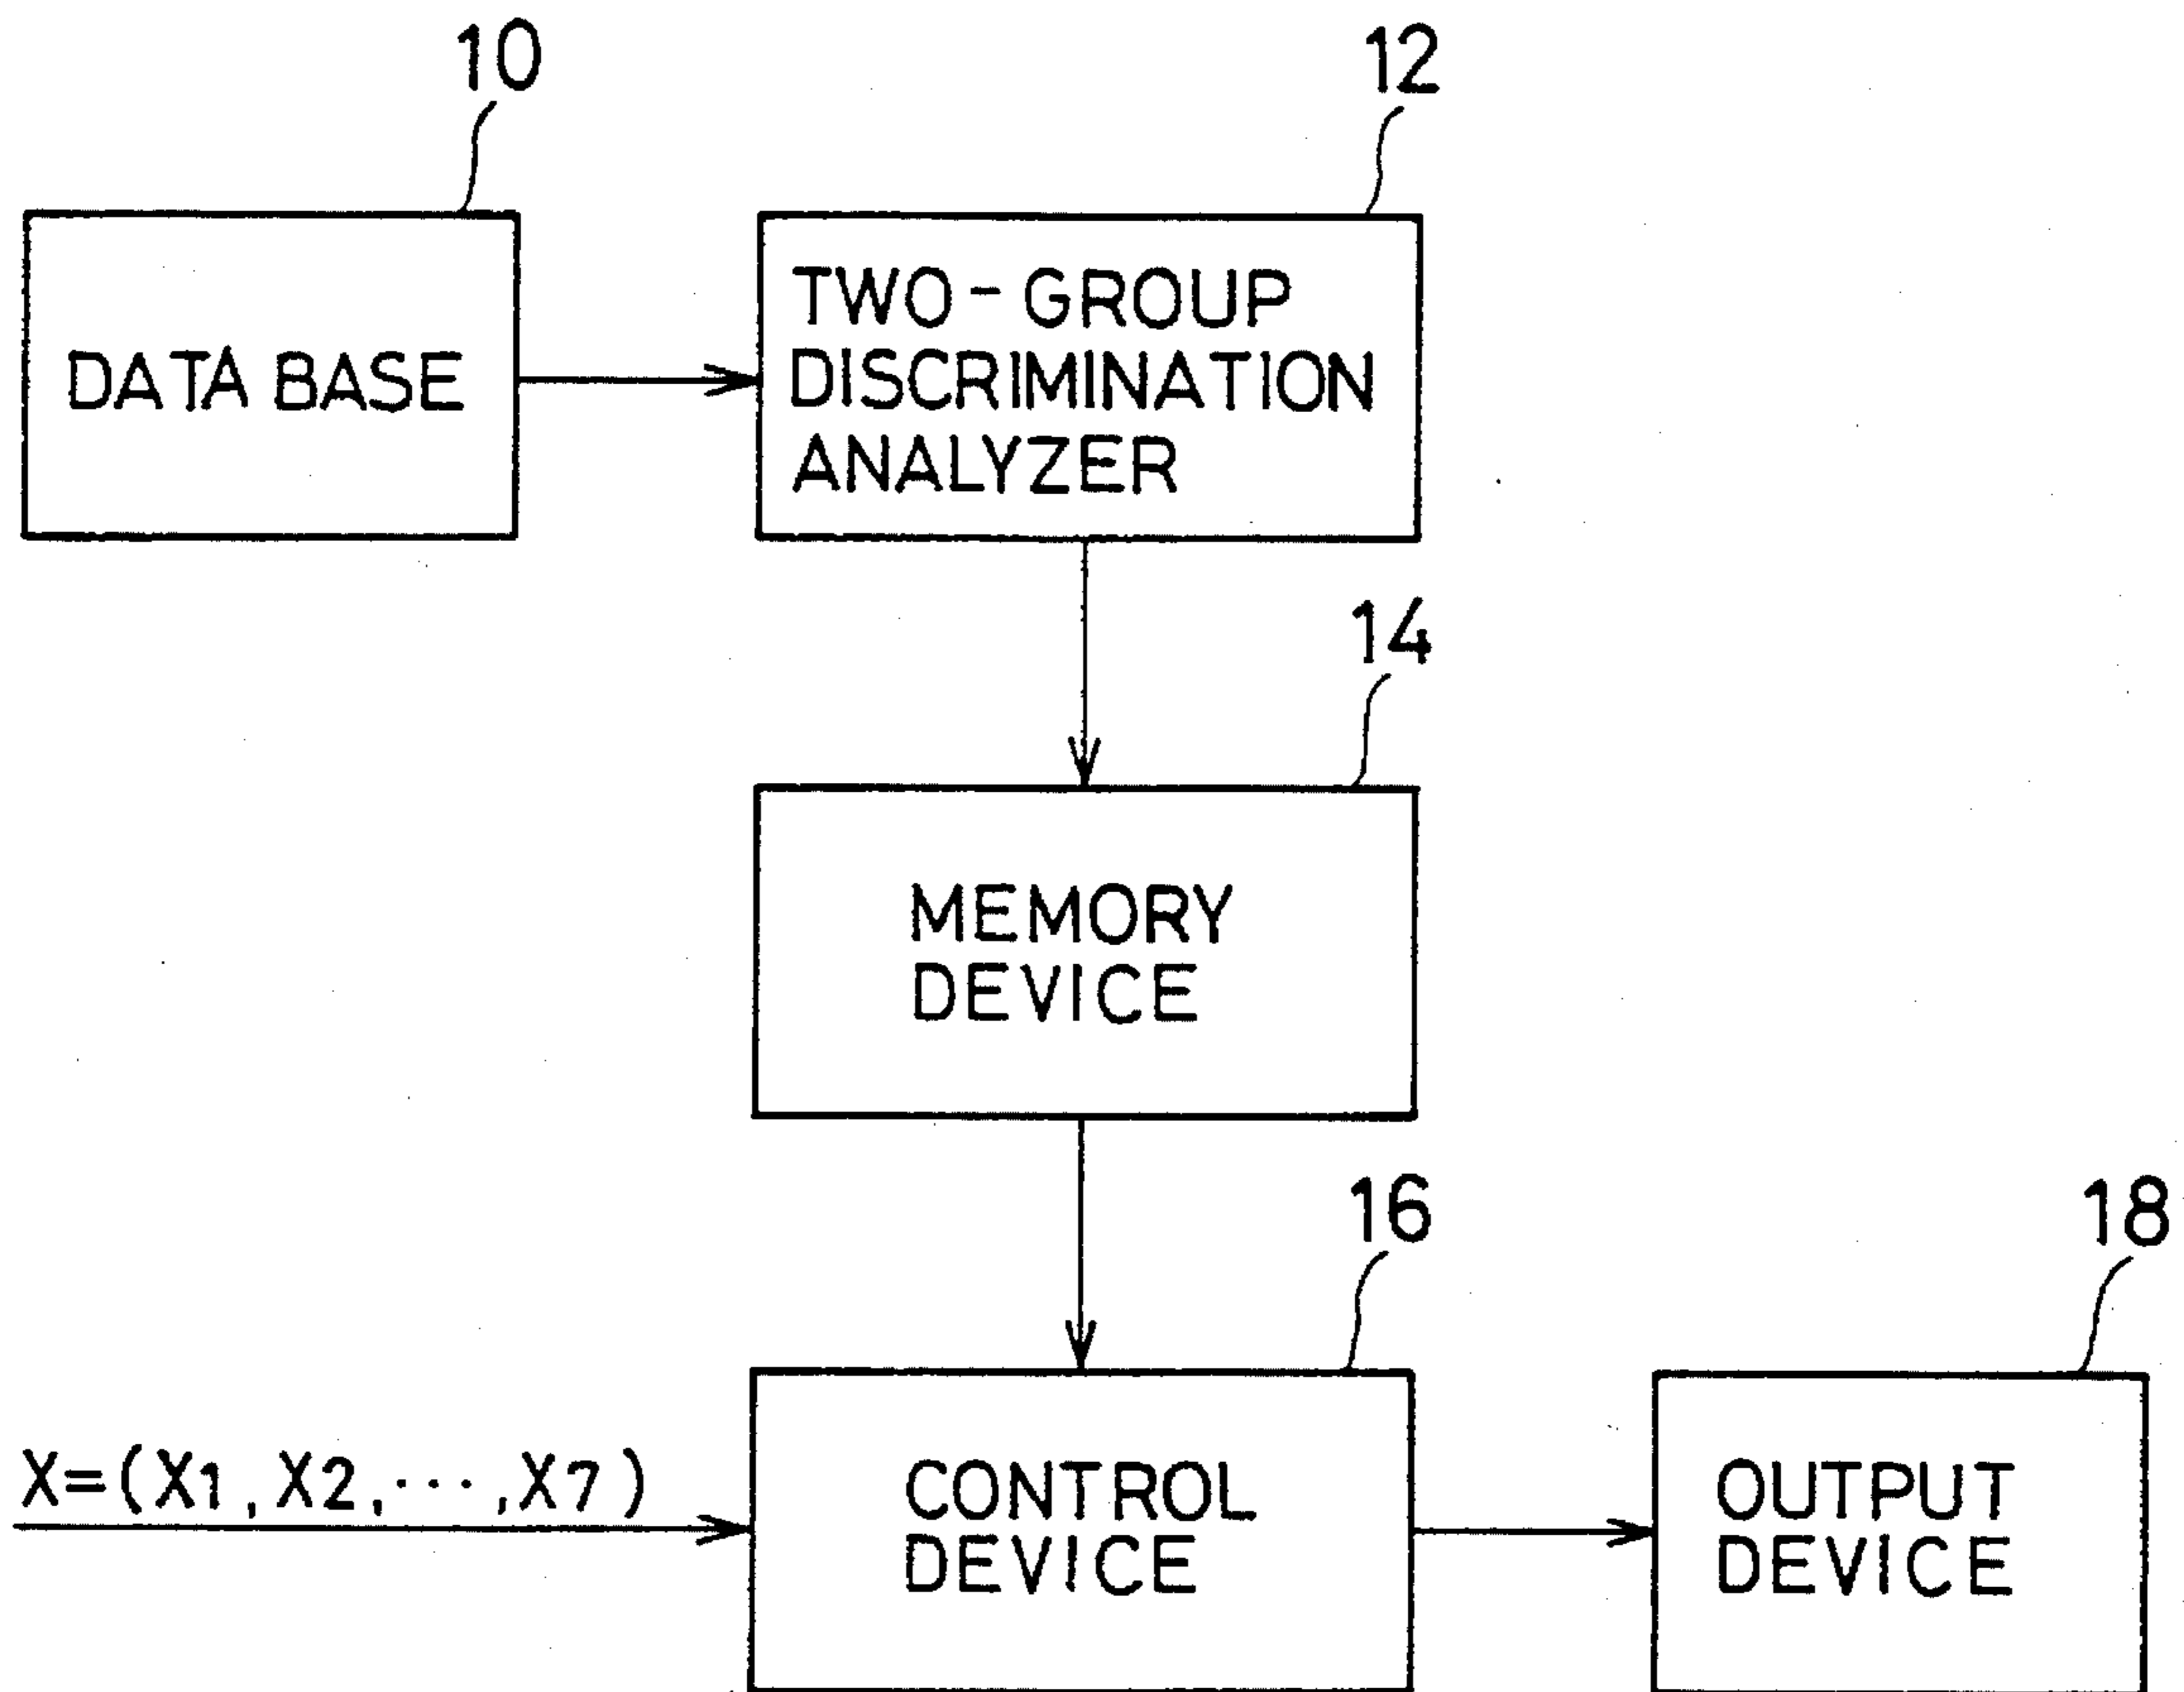 10
12
DATA BASE
TWO-GROUP
DISCRIMINATION
ANALYZER
14
MEMORY
DEVICE
16
18
X=(X1,X2,···,X7)
CONTROL
DEVICE
OUTPUT
DEVICE